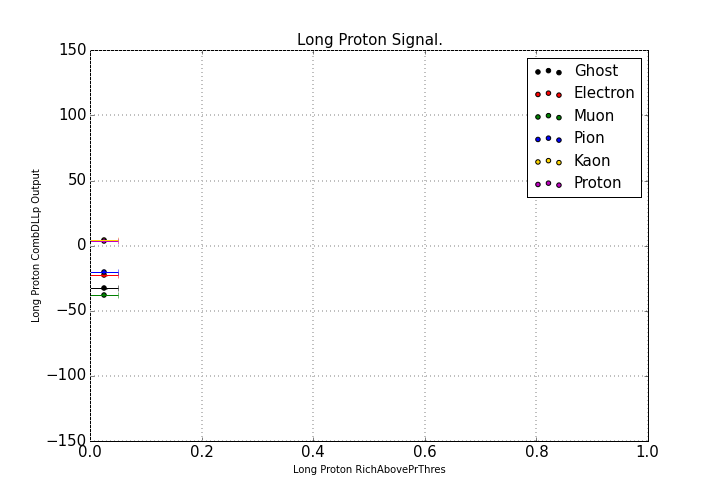 Long Proton Signal.
150
100
50
0
−50
−100
−150
Long Proton CombDLLp Output
Ghost
Electron
Muon
Pion
Kaon
Proton
0.0 0.2 0.4 0.6 0.8 1.0
Long Proton RichAbovePrThres